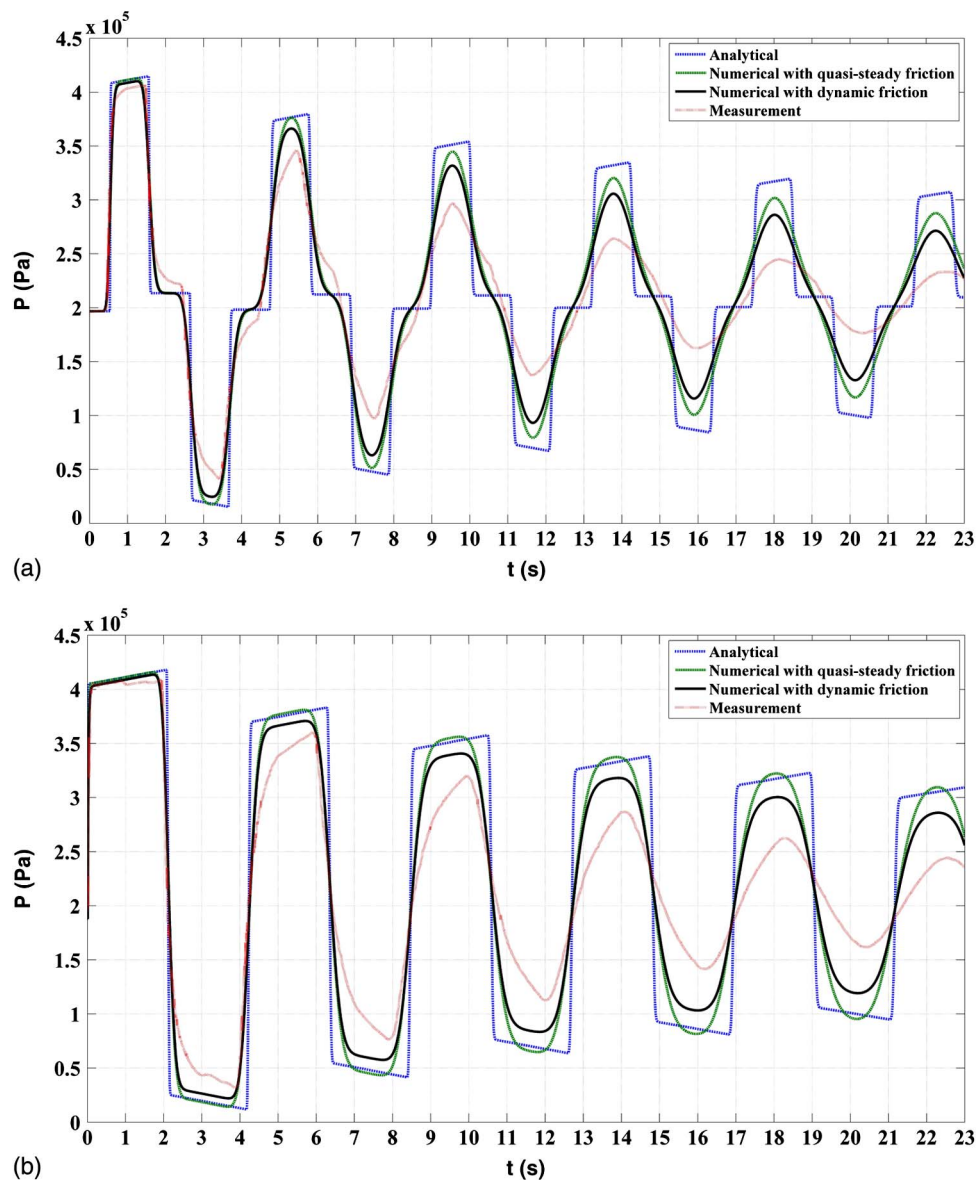 x 10⁵
4.5
4
3.5
3
2.5
2
1.5
1
0.5
0
P (Pa)
Analytical
Numerical with quasi-steady friction
Numerical with dynamic friction
Measurement
0 1 2 3 4 5 6 7 8 9 10 11 12 13 14 15 16 17 18 19 20 21 22 23
(a)
t (s)
x 10⁵
4.5
4
3.5
3
2.5
2
1.5
1
0.5
0
P (Pa)
Analytical
Numerical with quasi-steady friction
Numerical with dynamic friction
Measurement
0 1 2 3 4 5 6 7 8 9 10 11 12 13 14 15 16 17 18 19 20 21 22 23
(b)
t (s)